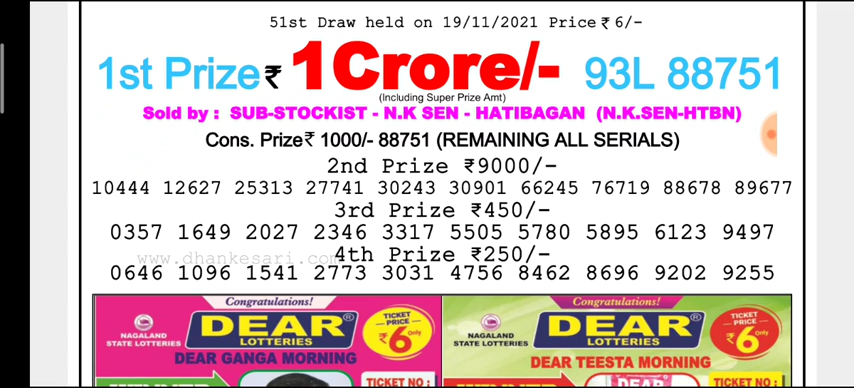 51st Draw held on 19/11/2021 Price ₹ 6/-
1st Prize ₹ 1Crore/- 93L 88751
(Including Super Prize Amt)
Sold by : SUB-STOCKIST - N.K SEN - HATIBAGAN (N.K.SEN-HTBN)
Cons. Prize ₹ 1000/- 88751 (REMAINING ALL SERIALS)
2nd Prize ₹9000/-
10444 12627 25313 27741 30243 30901 66245 76719 88678 89677
3rd Prize ₹450/-
0357 1649 2027 2346 3317 5505 5780 5895 6123 9497
www.dhankesari.com
4th Prize ₹250/-
0646 1096 1541 2773 3031 4756 8462 8696 9202 9255
Congratulations!
NAGALAND
STATE LOTTERIES
DEAR®
LOTTERIES
TICKET
PRICE
₹6 Only
DEAR GANGA MORNING
WINNER
TICKET NO :
Congratulations!
NAGALAND
STATE LOTTERIES
DEAR®
LOTTERIES
TICKET
PRICE
₹6 Only
DEAR TEESTA MORNING
WINNER
DEAR
TICKET NO :